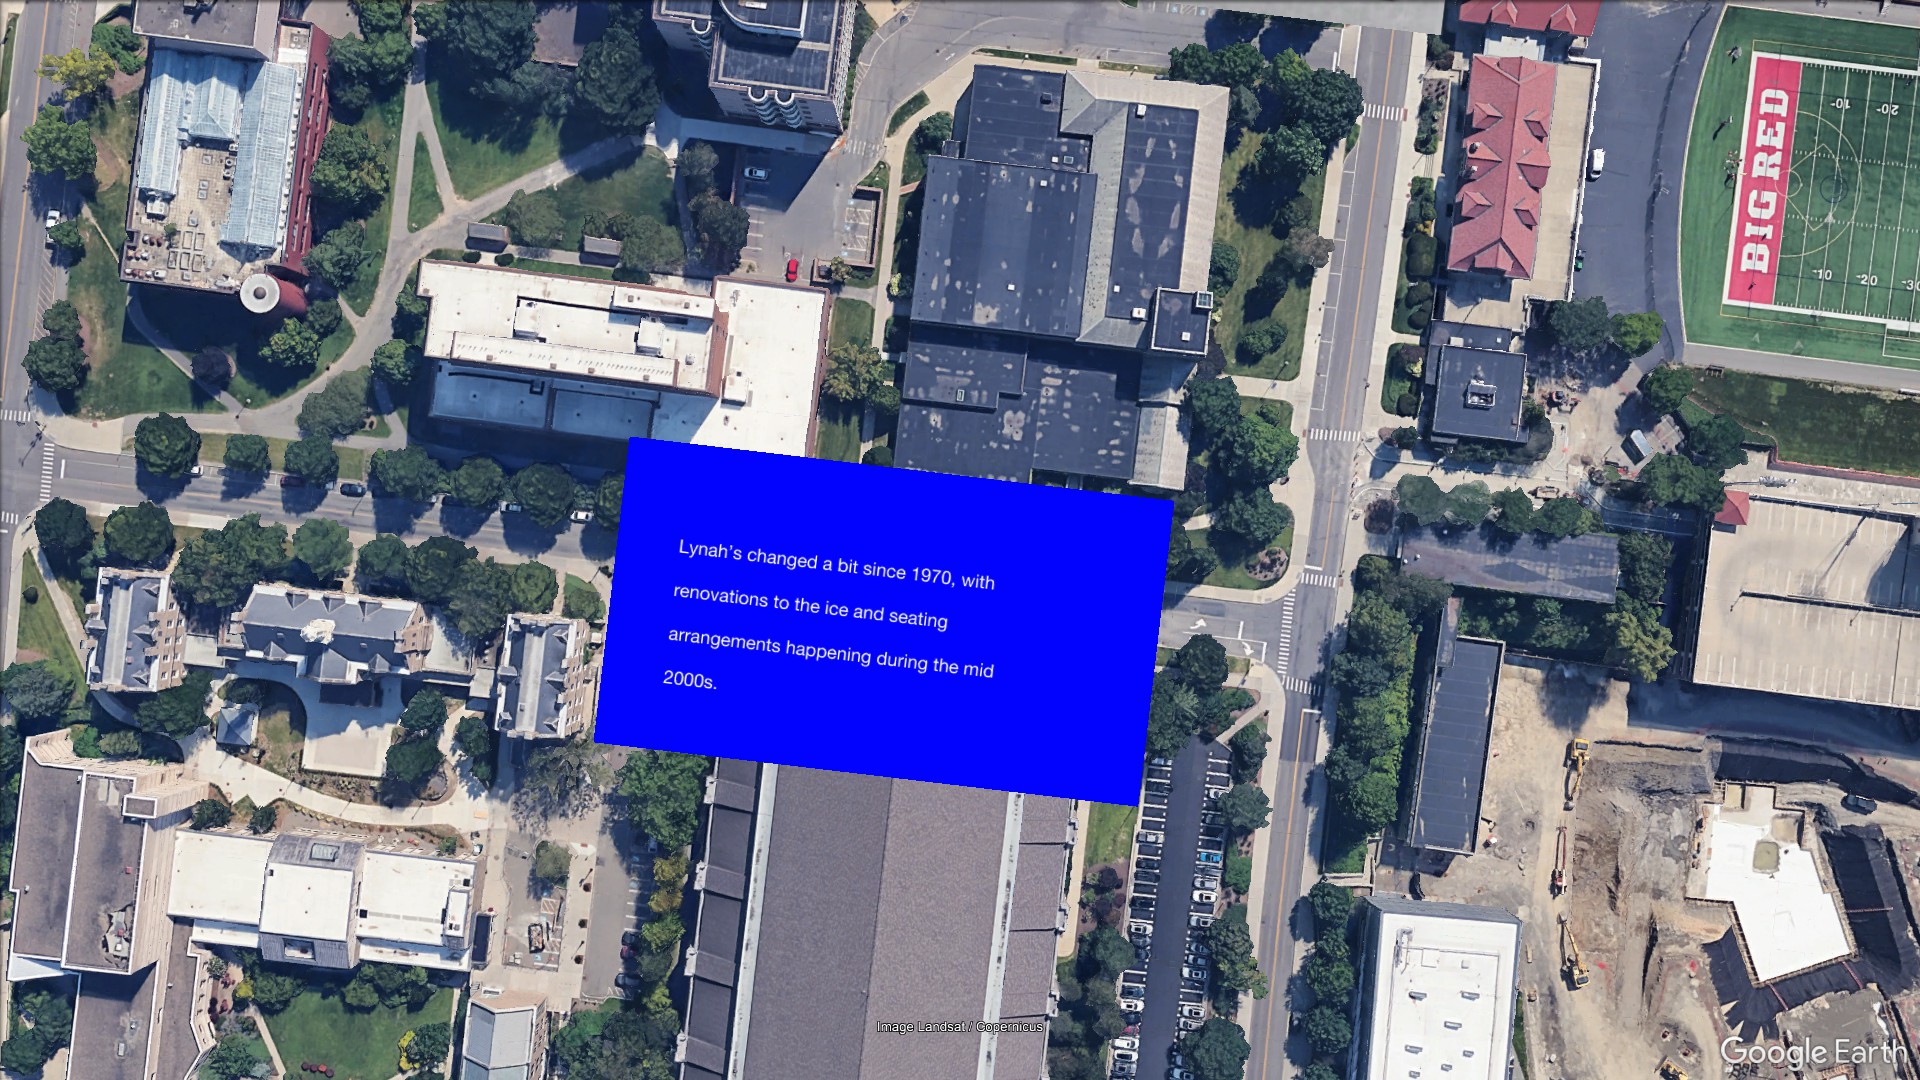 BIG RED
-10 -20
-10 -20 -30
Lynah's changed a bit since 1970, with
renovations to the ice and seating
arrangements happening during the mid
2000s.
Image Landsat / Copernicus
Google Earth